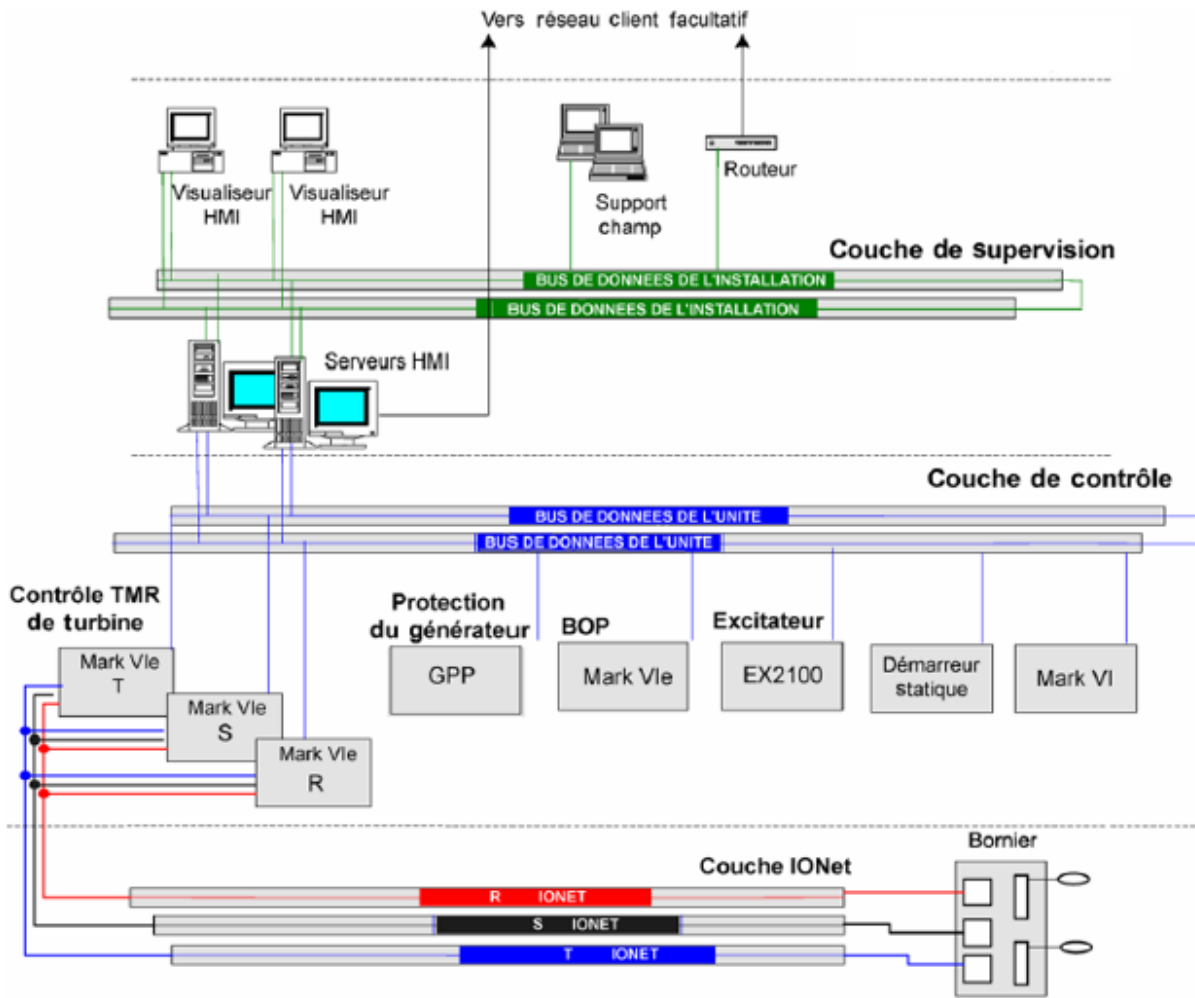 Vers réseau client facultatif
Visualiseur
HMI
Visualiseur
HMI
Support
champ
Routeur
Couche de supervision
BUS DE DONNEES DE L'INSTALLATION
BUS DE DONNEES DE L'INSTALLATION
Serveurs HMI
Couche de contrôle
BUS DE DONNEES DE L'UNITE
BUS DE DONNEES DE L'UNITE
Contrôle TMR
de turbine
Mark VIe
T
Mark VIe
S
Mark VIe
R
Protection
du générateur
GPP
BOP
Mark VIe
Excitateur
EX2100
Démarreur
statique
Mark VI
Couche IONet
Bornier
R IONET
S IONET
T IONET